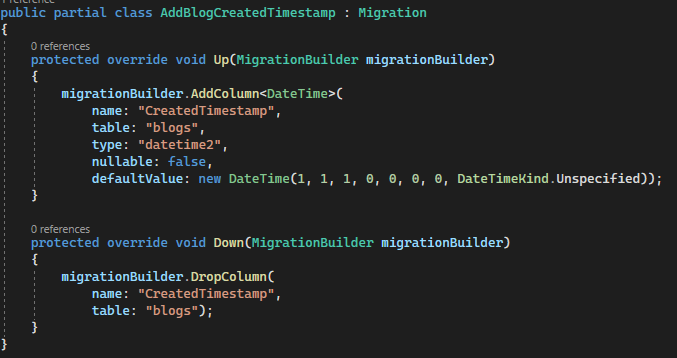 public partial class AddBlogCreatedTimestamp : Migration
{
0 references
protected override void Up(MigrationBuilder migrationBuilder)
{
migrationBuilder.AddColumn<DateTime>(
name: "CreatedTimestamp",
table: "blogs",
type: "datetime2",
nullable: false,
defaultValue: new DateTime(1, 1, 1, 0, 0, 0, 0, DateTimeKind.Unspecified));
}
0 references
protected override void Down(MigrationBuilder migrationBuilder)
{
migrationBuilder.DropColumn(
name: "CreatedTimestamp",
table: "blogs");
}
}